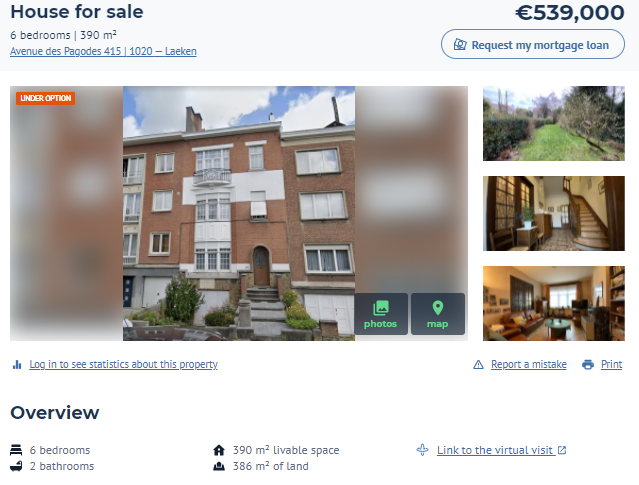 House for sale
€539,000
6 bedrooms | 390 m²
Avenue des Pagodes 415 | 1020 — Laeken
Request my mortgage loan
UNDER OPTION
photos
map
Log in to see statistics about this property
Report a mistake
Print
Overview
6 bedrooms
390 m² livable space
Link to the virtual visit
2 bathrooms
386 m² of land